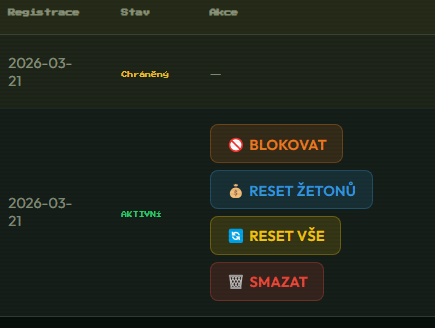 Registrace Stav Akce
2026-03-
21
Chráněný
—
2026-03-
21
AKTIVNí
BLOKOVAT
RESET ŽETONŮ
RESET VŠE
SMAZAT